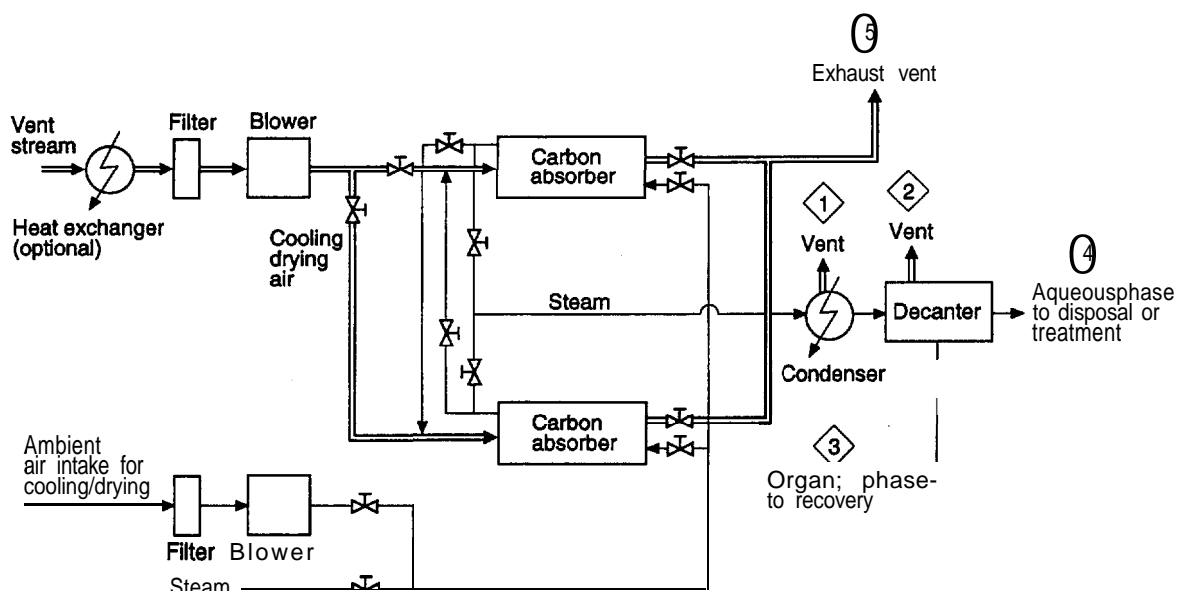 5
Exhaust vent
Vent
stream
Filter
Blower
Heat exchanger
(optional)
Cooling
drying
air
Carbon
absorber
1
Vent
2
Vent
4
Aqueousphase
to disposal or
treatment
Steam
Decanter
Condenser
Carbon
absorber
3
Organ; phase-
to recovery
Ambient
air intake for
cooling/drying
Filter
Blower
Steam